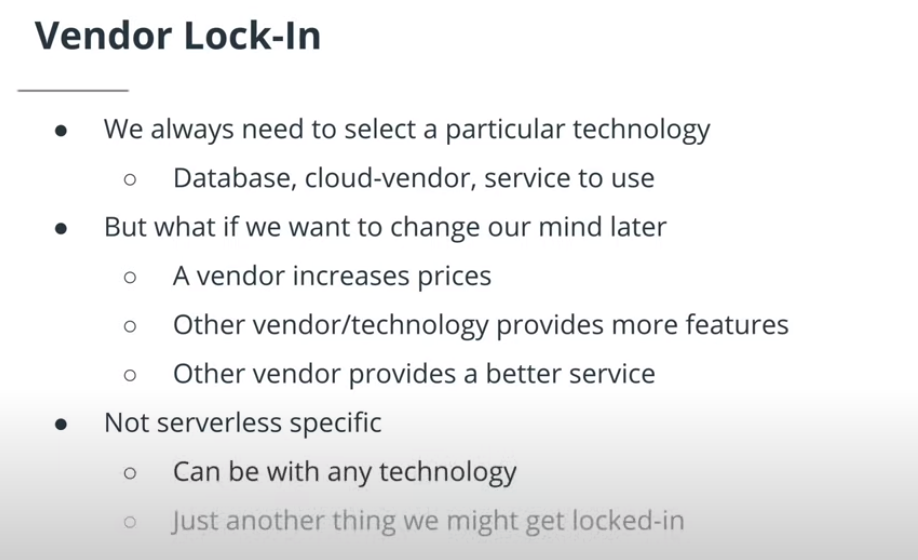 Vendor Lock-In
● We always need to select a particular technology
○ Database, cloud-vendor, service to use
● But what if we want to change our mind later
○ A vendor increases prices
○ Other vendor/technology provides more features
○ Other vendor provides a better service
● Not serverless specific
○ Can be with any technology
○ Just another thing we might get locked-in